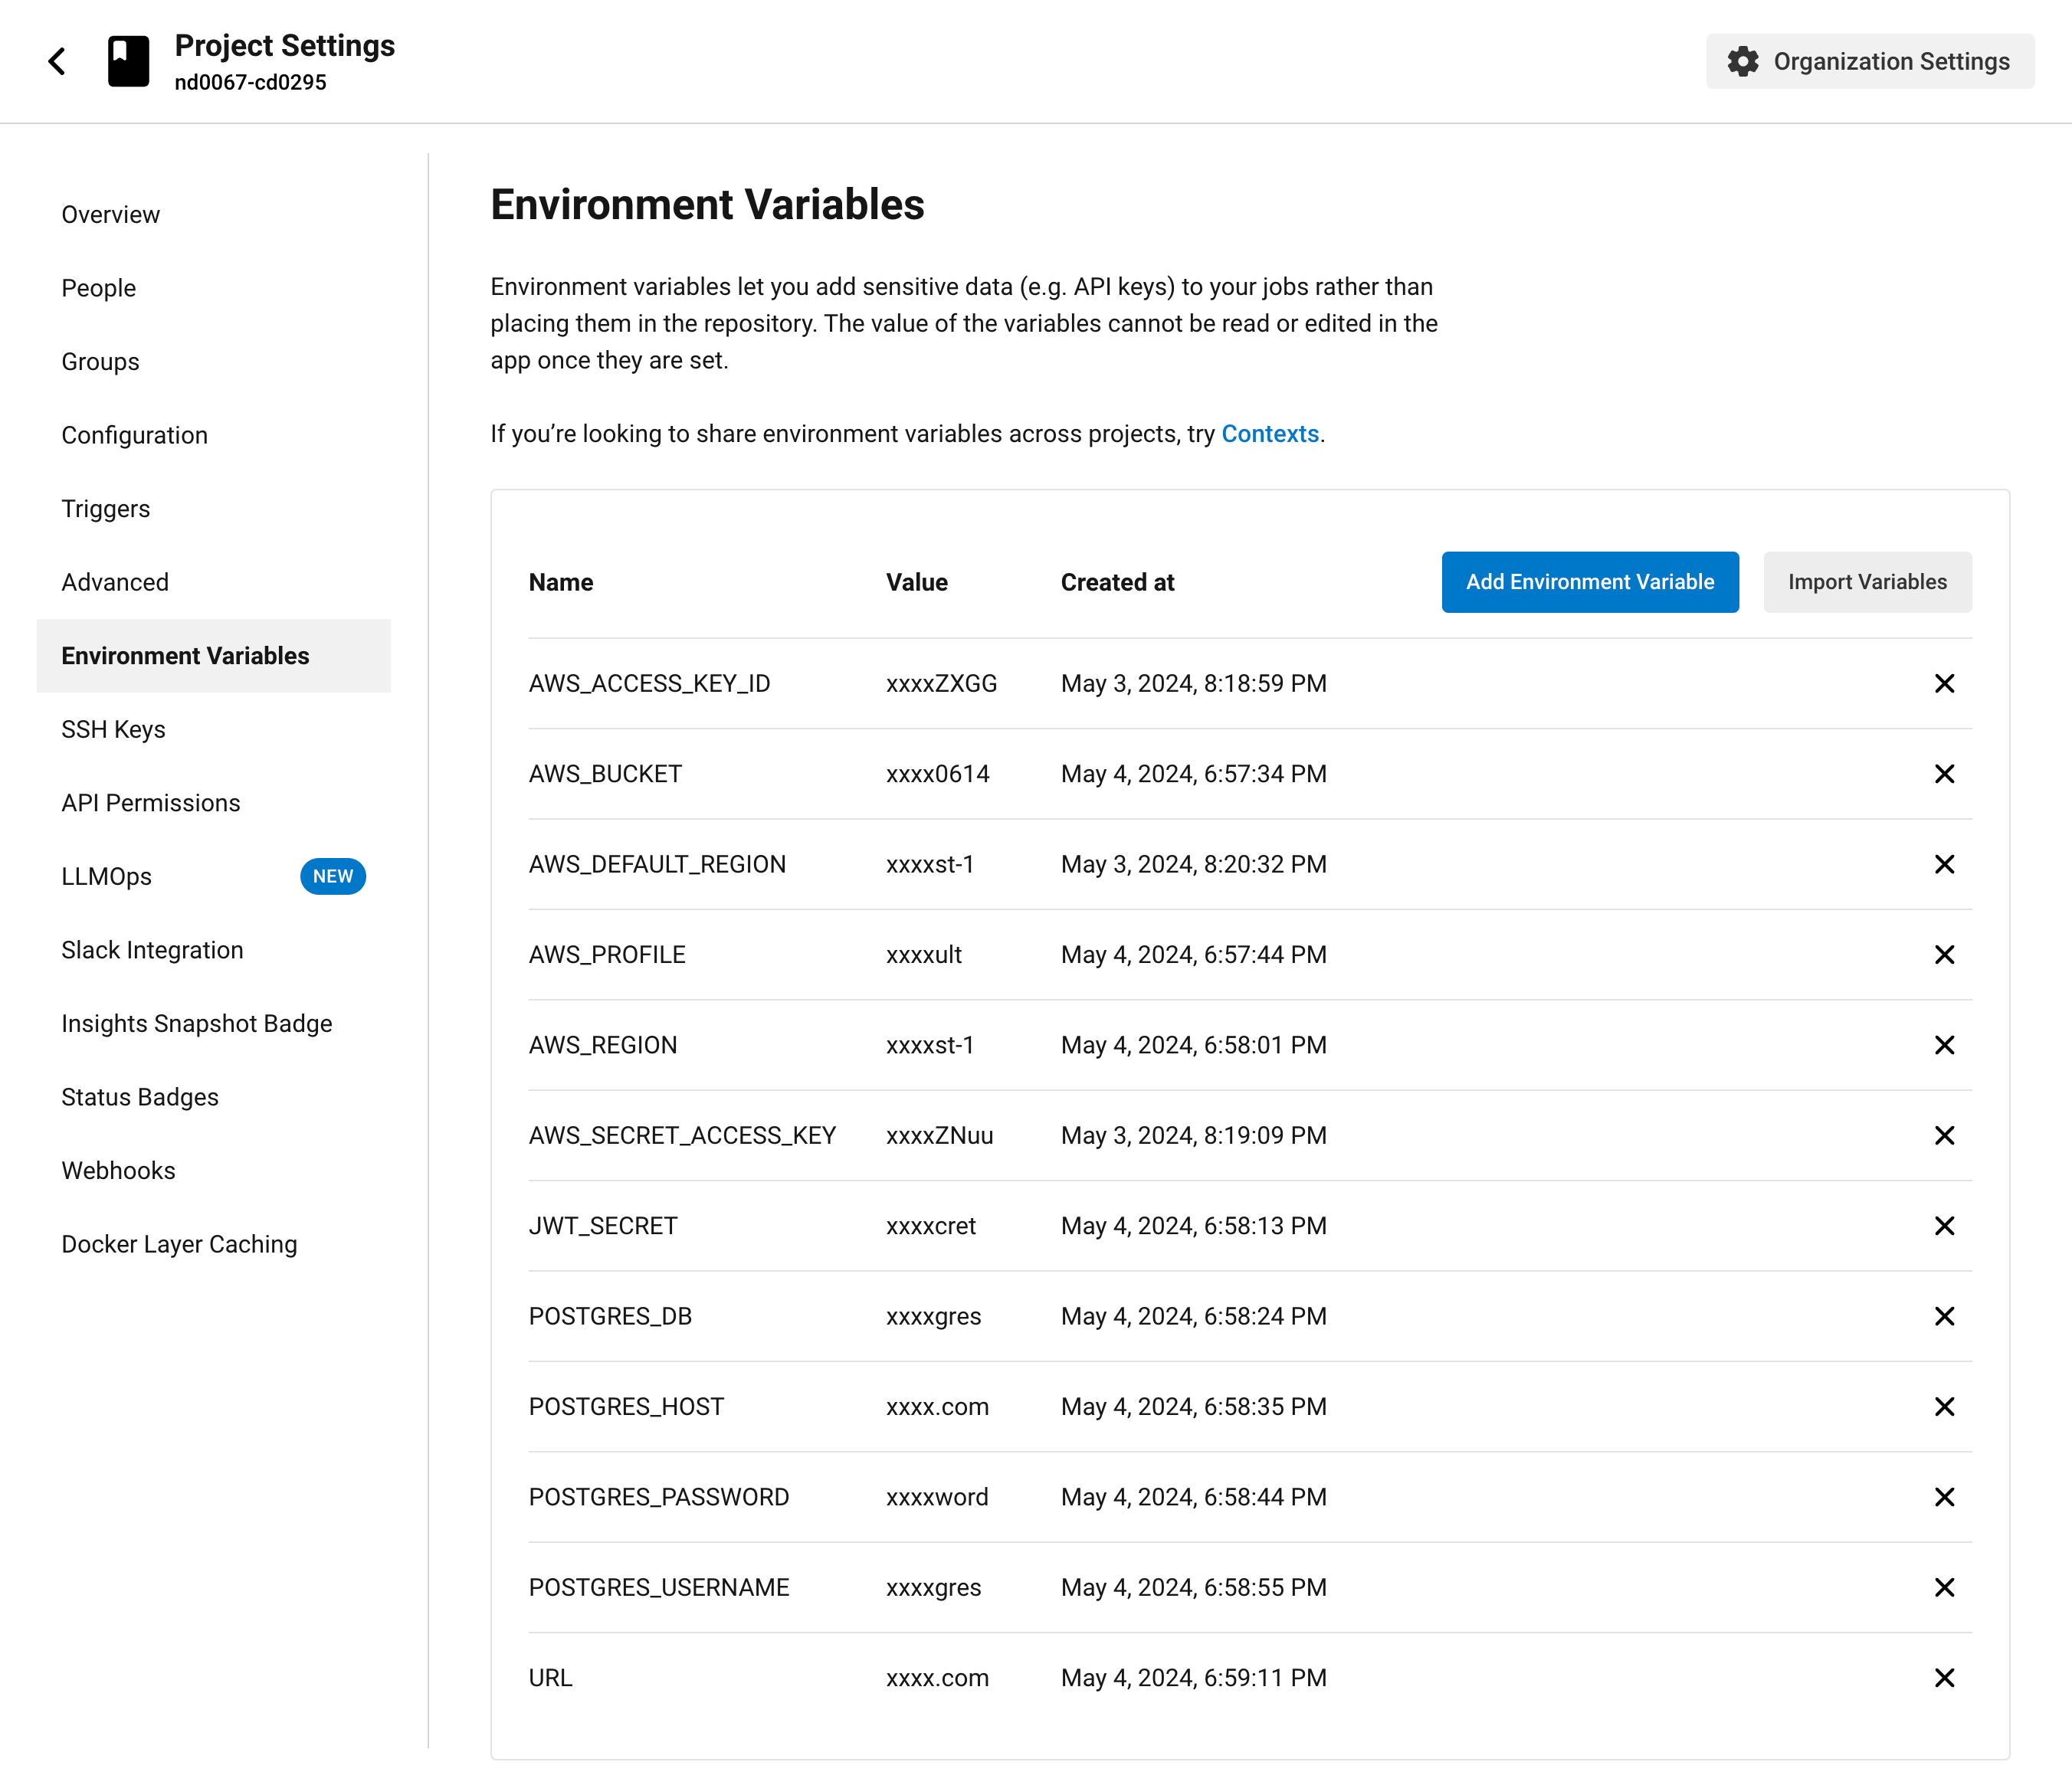 Project Settings
nd0067-cd0295
Organization Settings
Overview
People
Groups
Configuration
Triggers
Advanced
Environment Variables
SSH Keys
API Permissions
LLMOps NEW
Slack Integration
Insights Snapshot Badge
Status Badges
Webhooks
Docker Layer Caching
Environment Variables
Environment variables let you add sensitive data (e.g. API keys) to your jobs rather than
placing them in the repository. The value of the variables cannot be read or edited in the
app once they are set.
If you’re looking to share environment variables across projects, try Contexts.
Name Value Created at Add Environment Variable Import Variables
AWS_ACCESS_KEY_ID xxxxZXGG May 3, 2024, 8:18:59 PM
AWS_BUCKET xxxx0614 May 4, 2024, 6:57:34 PM
AWS_DEFAULT_REGION xxxxst-1 May 3, 2024, 8:20:32 PM
AWS_PROFILE xxxxult May 4, 2024, 6:57:44 PM
AWS_REGION xxxxst-1 May 4, 2024, 6:58:01 PM
AWS_SECRET_ACCESS_KEY xxxxZNuu May 3, 2024, 8:19:09 PM
JWT_SECRET xxxxcret May 4, 2024, 6:58:13 PM
POSTGRES_DB xxxxgres May 4, 2024, 6:58:24 PM
POSTGRES_HOST xxxx.com May 4, 2024, 6:58:35 PM
POSTGRES_PASSWORD xxxxword May 4, 2024, 6:58:44 PM
POSTGRES_USERNAME xxxxgres May 4, 2024, 6:58:55 PM
URL xxxx.com May 4, 2024, 6:59:11 PM